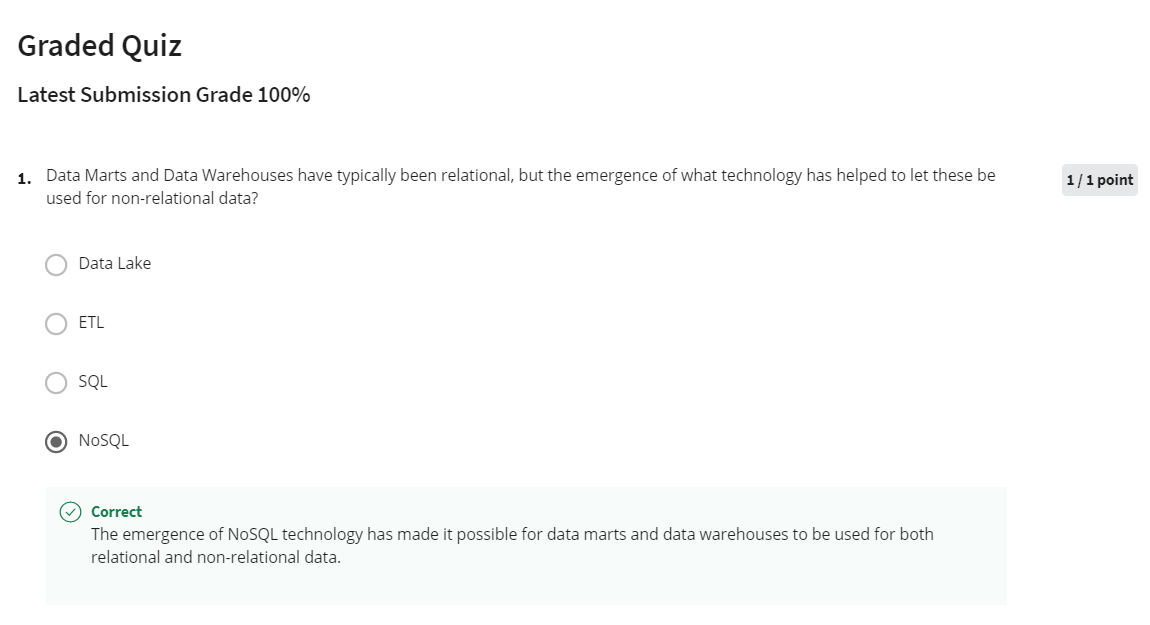 Graded Quiz
Latest Submission Grade 100%
1. Data Marts and Data Warehouses have typically been relational, but the emergence of what technology has helped to let these be
used for non-relational data?
1 / 1 point
Data Lake
ETL
SQL
NoSQL
Correct
The emergence of NoSQL technology has made it possible for data marts and data warehouses to be used for both
relational and non-relational data.